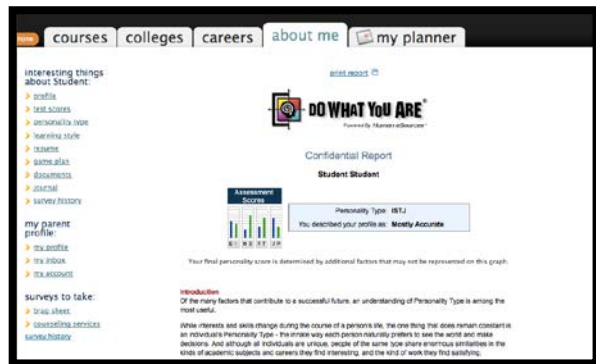 home
courses
colleges
careers
about me
my planner
interesting things
about Student:
profile
test scores
personality type
learning style
resume
game plan
documents
journal
survey history
my parent
profile:
my profile
my inbox
my account
surveys to take:
brag sheet
counseling services
survey history
print report
DO WHAT YOU ARE®
Powered By HumaneSources™
Confidential Report
Student Student
Assessment
Scores
E I N S F T J P
Personality Type: ISTJ
You described your profile as: Mostly Accurate
Your final personality score is determined by additional factors that may not be represented on this graph.
Introduction
Of the many factors that contribute to a successful future, an understanding of Personality Type is among the
most useful.
While interests and skills change during the course of a person's life, the one thing that does remain constant is
an individual's Personality Type - the innate way each person naturally prefers to see the world and make
decisions. And although all individuals are unique, people of the same type share enormous similarities in the
kinds of academic subjects and careers they find interesting, and the kind of work they find satisfying.